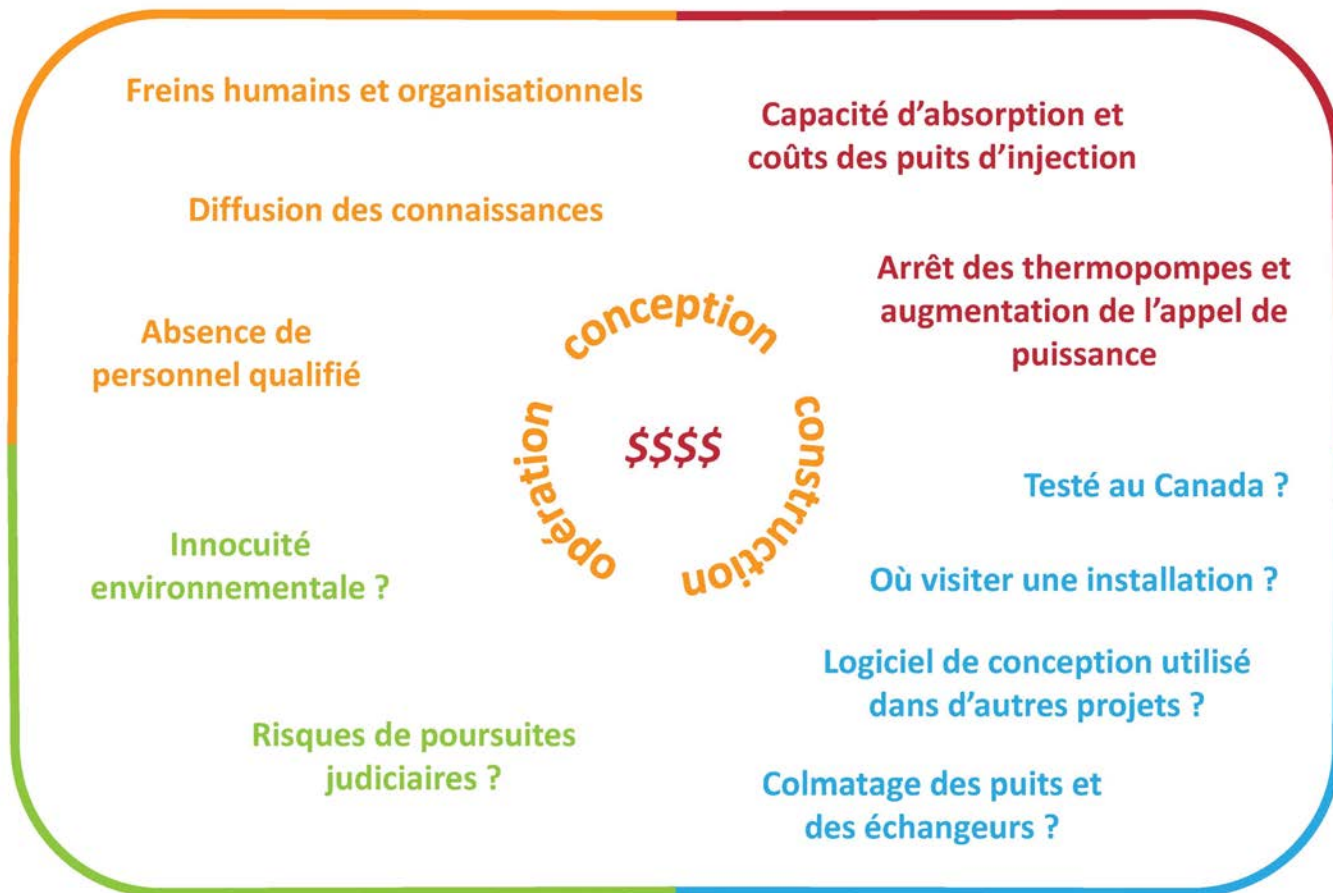 Freins humains et organisationnels
Diffusion des connaissances
Absence de
personnel qualifié
Capacité d’absorption et
coûts des puits d’injection
Arrêt des thermopompes et
augmentation de l’appel de
puissance
conception
construction
opération
$$$$
Innocuité
environnementale ?
Risques de poursuites
judiciaires ?
Testé au Canada ?
Où visiter une installation ?
Logiciel de conception utilisé
dans d’autres projets ?
Colmatage des puits et
des échangeurs ?